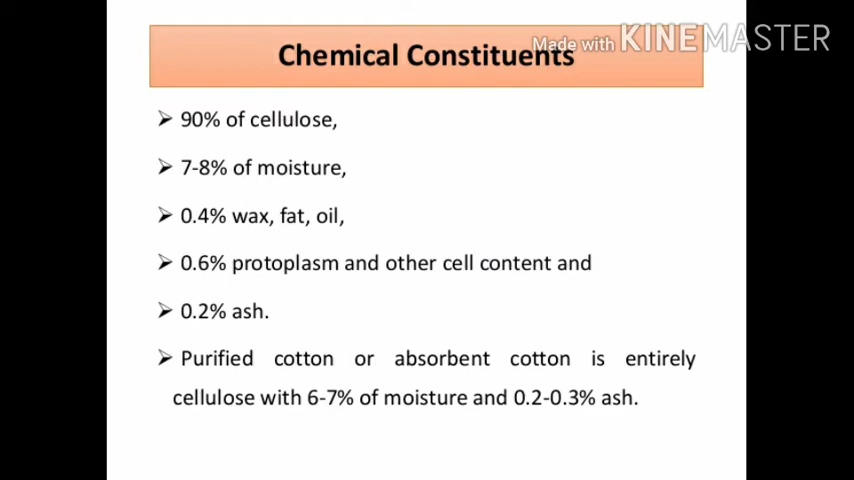 Chemical Constituents
Made with KINEMASTER
➢ 90% of cellulose,
➢ 7-8% of moisture,
➢ 0.4% wax, fat, oil,
➢ 0.6% protoplasm and other cell content and
➢ 0.2% ash.
➢ Purified cotton or absorbent cotton is entirely
cellulose with 6-7% of moisture and 0.2-0.3% ash.